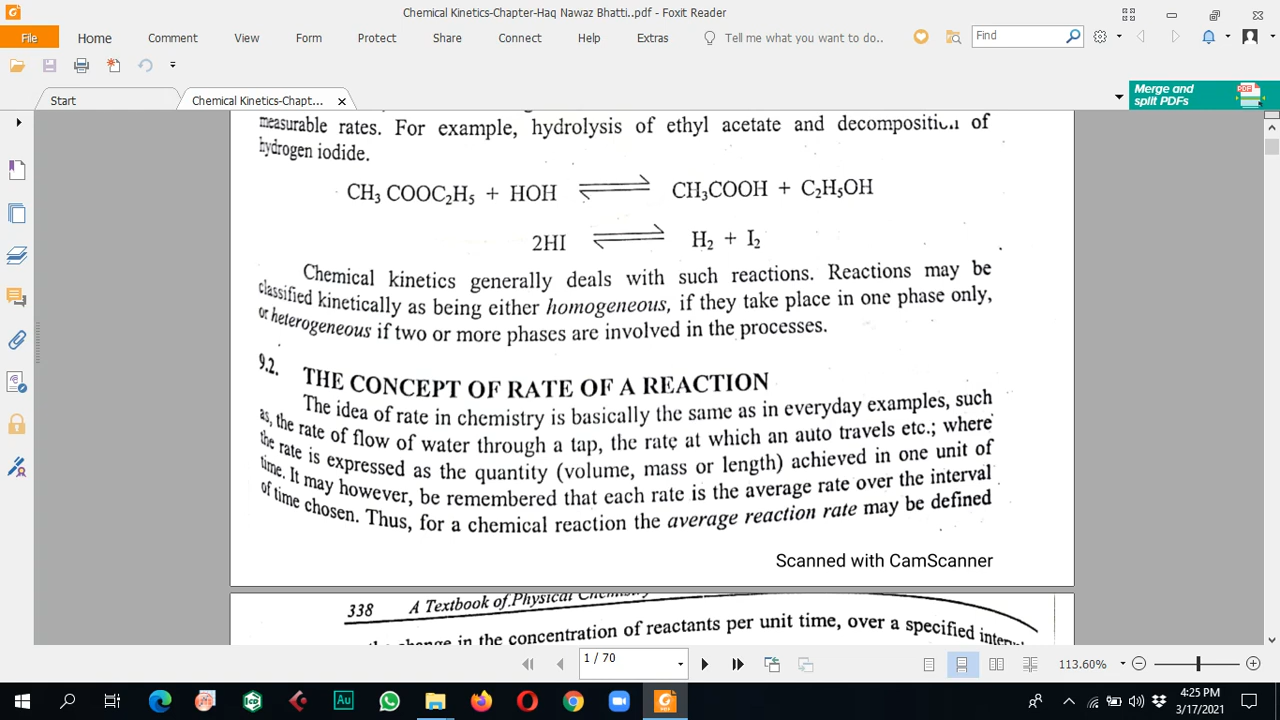 Chemical Kinetics-Chapter-Haq Nawaz Bhatti..pdf - Foxit Reader
File Home Comment View Form Protect Share Connect Help Extras Tell me what you want to do.. Find
Start Chemical Kinetics-Chapt... Merge and
split PDFs
measurable rates. For example, hydrolysis of ethyl acetate and decomposition of
hydrogen iodide.
CH₃ COOC₂H₅ + HOH ⇌ CH₃COOH + C₂H₅OH
2HI ⇌ H₂ + I₂
Chemical kinetics generally deals with such reactions. Reactions may be
classified kinetically as being either homogeneous, if they take place in one phase only,
or heterogeneous if two or more phases are involved in the processes.
9.2. THE CONCEPT OF RATE OF A REACTION
The idea of rate in chemistry is basically the same as in everyday examples, such
as, the rate of flow of water through a tap, the rate at which an auto travels etc.; where
the rate is expressed as the quantity (volume, mass or length) achieved in one unit of
time. It may however, be remembered that each rate is the average rate over the interval
of time chosen. Thus, for a chemical reaction the average reaction rate may be defined
Scanned with CamScanner
338 A Textbook of Physical
change in the concentration of reactants per unit time, over a specified
1 / 70 113.60%
Au
4:25 PM
3/17/2021